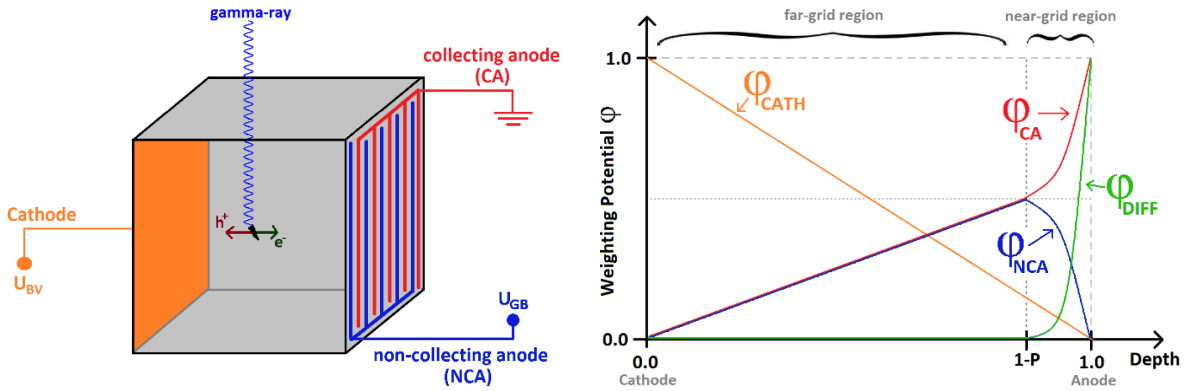 gamma-ray
collecting anode
(CA)
Cathode
U_BV
h⁺
e⁻
U_GB
non-collecting anode
(NCA)
far-grid region
near-grid region
Weighting Potential φ
1.0
0.0
φ_CATH
φ_CA
φ_DIFF
φ_NCA
0.0
1-P
1.0
Depth
Cathode
Anode